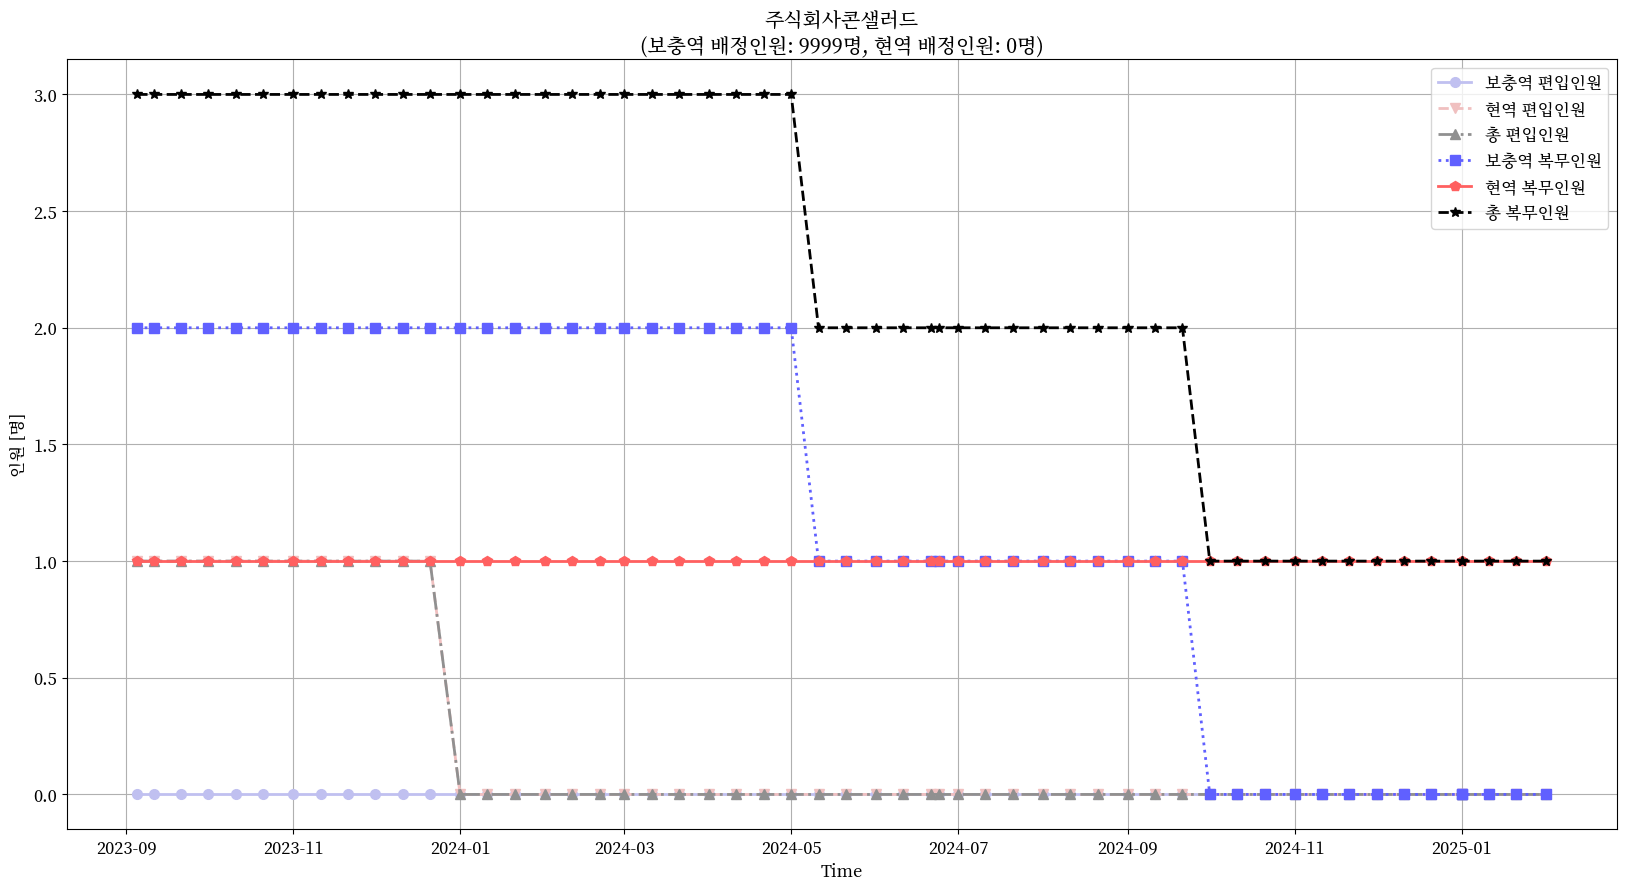 주식회사콘샐러드
(보충역 배정인원: 9999명, 현역 배정인원: 0명)
보충역 편입인원
현역 편입인원
총 편입인원
보충역 복무인원
현역 복무인원
총 복무인원
인원 [명]
3.0
2.5
2.0
1.5
1.0
0.5
0.0
2023-09
2023-11
2024-01
2024-03
2024-05
2024-07
2024-09
2024-11
2025-01
Time